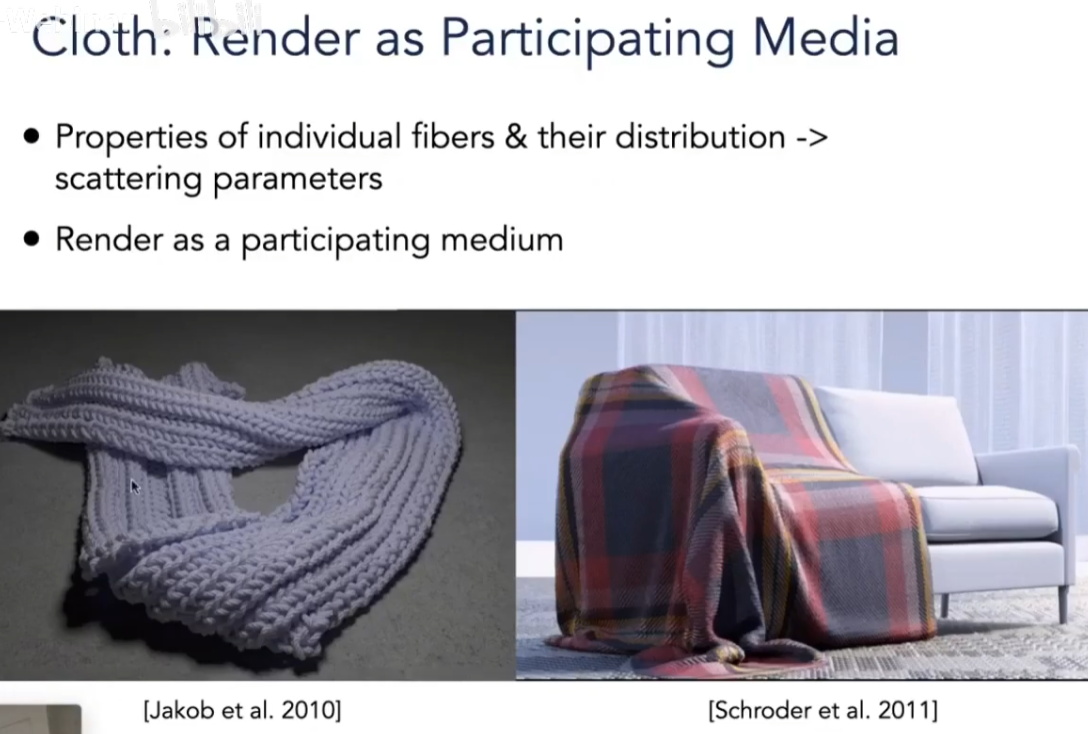 Cloth: Render as Participating Media
● Properties of individual fibers & their distribution ->
scattering parameters
● Render as a participating medium
[Jakob et al. 2010]
[Schroder et al. 2011]